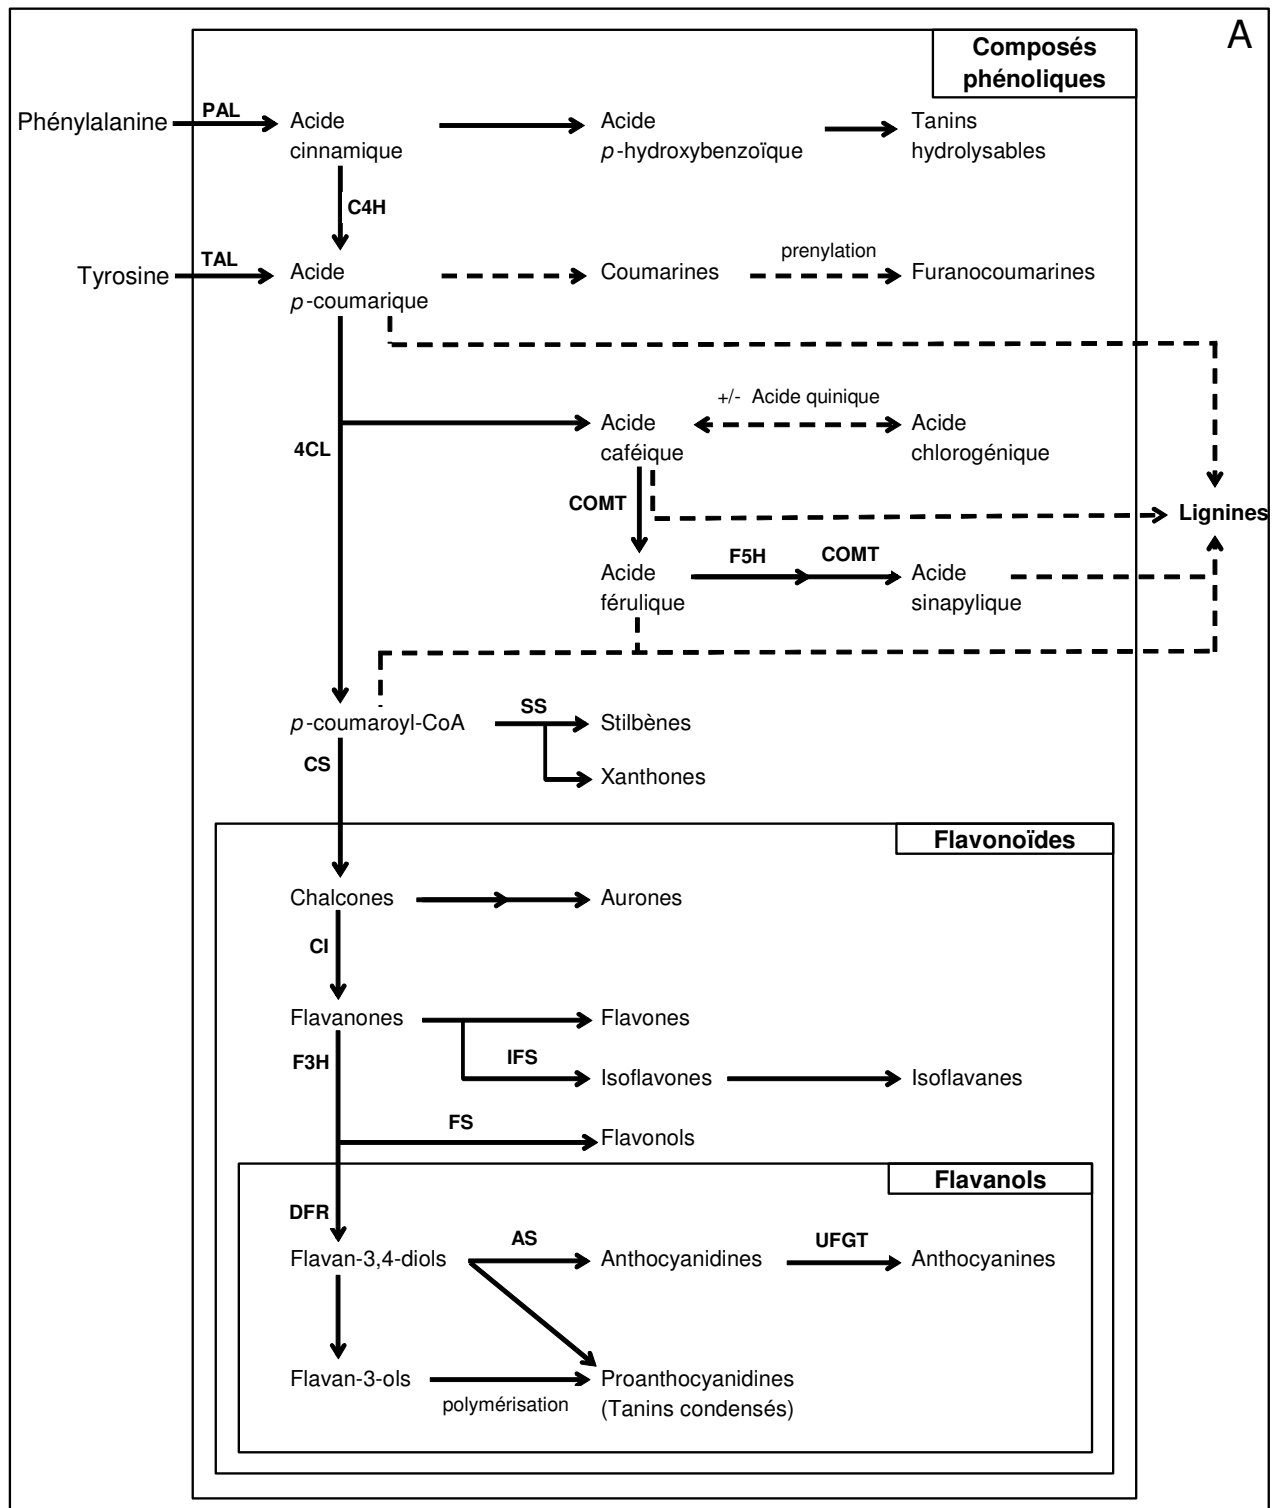 A
Composés
phénoliques
Phénylalanine
PAL
Acide
cinnamique
Acide
p-hydroxybenzoïque
Tanins
hydrolysables
C4H
Tyrosine
TAL
Acide
p-coumarique
Coumarines
prenylation
Furanocoumarines
4CL
Acide
caféique
+/- Acide quinique
Acide
chlorogénique
COMT
Lignines
Acide
férulique
F5H
COMT
Acide
sinapylique
p-coumaroyl-CoA
SS
Stilbènes
CS
Xanthones
Flavonoïdes
Chalcones
Aurones
CI
Flavanones
Flavones
F3H
IFS
Isoflavones
Isoflavanes
FS
Flavonols
Flavanols
DFR
Flavan-3,4-diols
AS
Anthocyanidines
UFGT
Anthocyanines
Flavan-3-ols
polymérisation
Proanthocyanidines
(Tanins condensés)